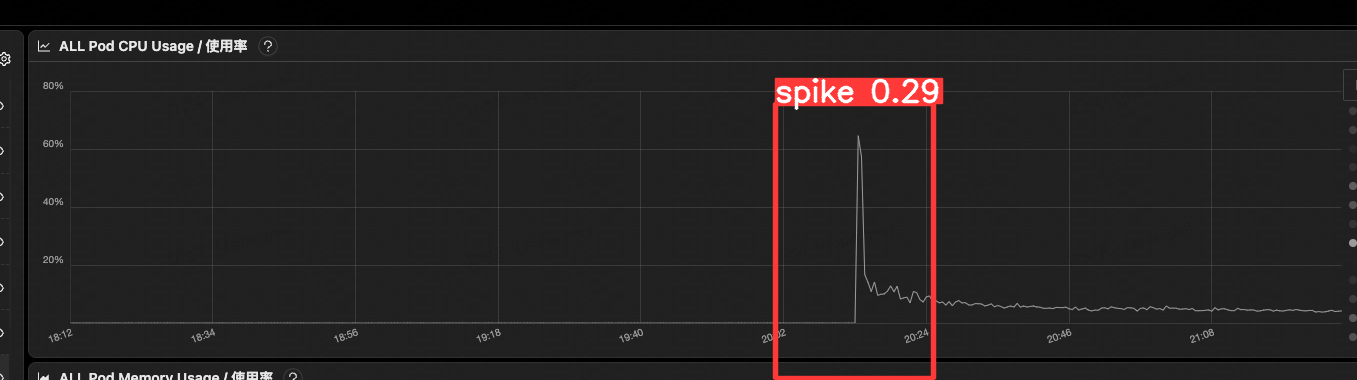 ALL Pod CPU Usage / 使用率 ?
spike 0.29
80%
60%
40%
20%
18:12 18:34 18:56 19:18 19:40 20:02 20:24 20:46 21:08
ALL Pod Memory Usage / 使用率 ?